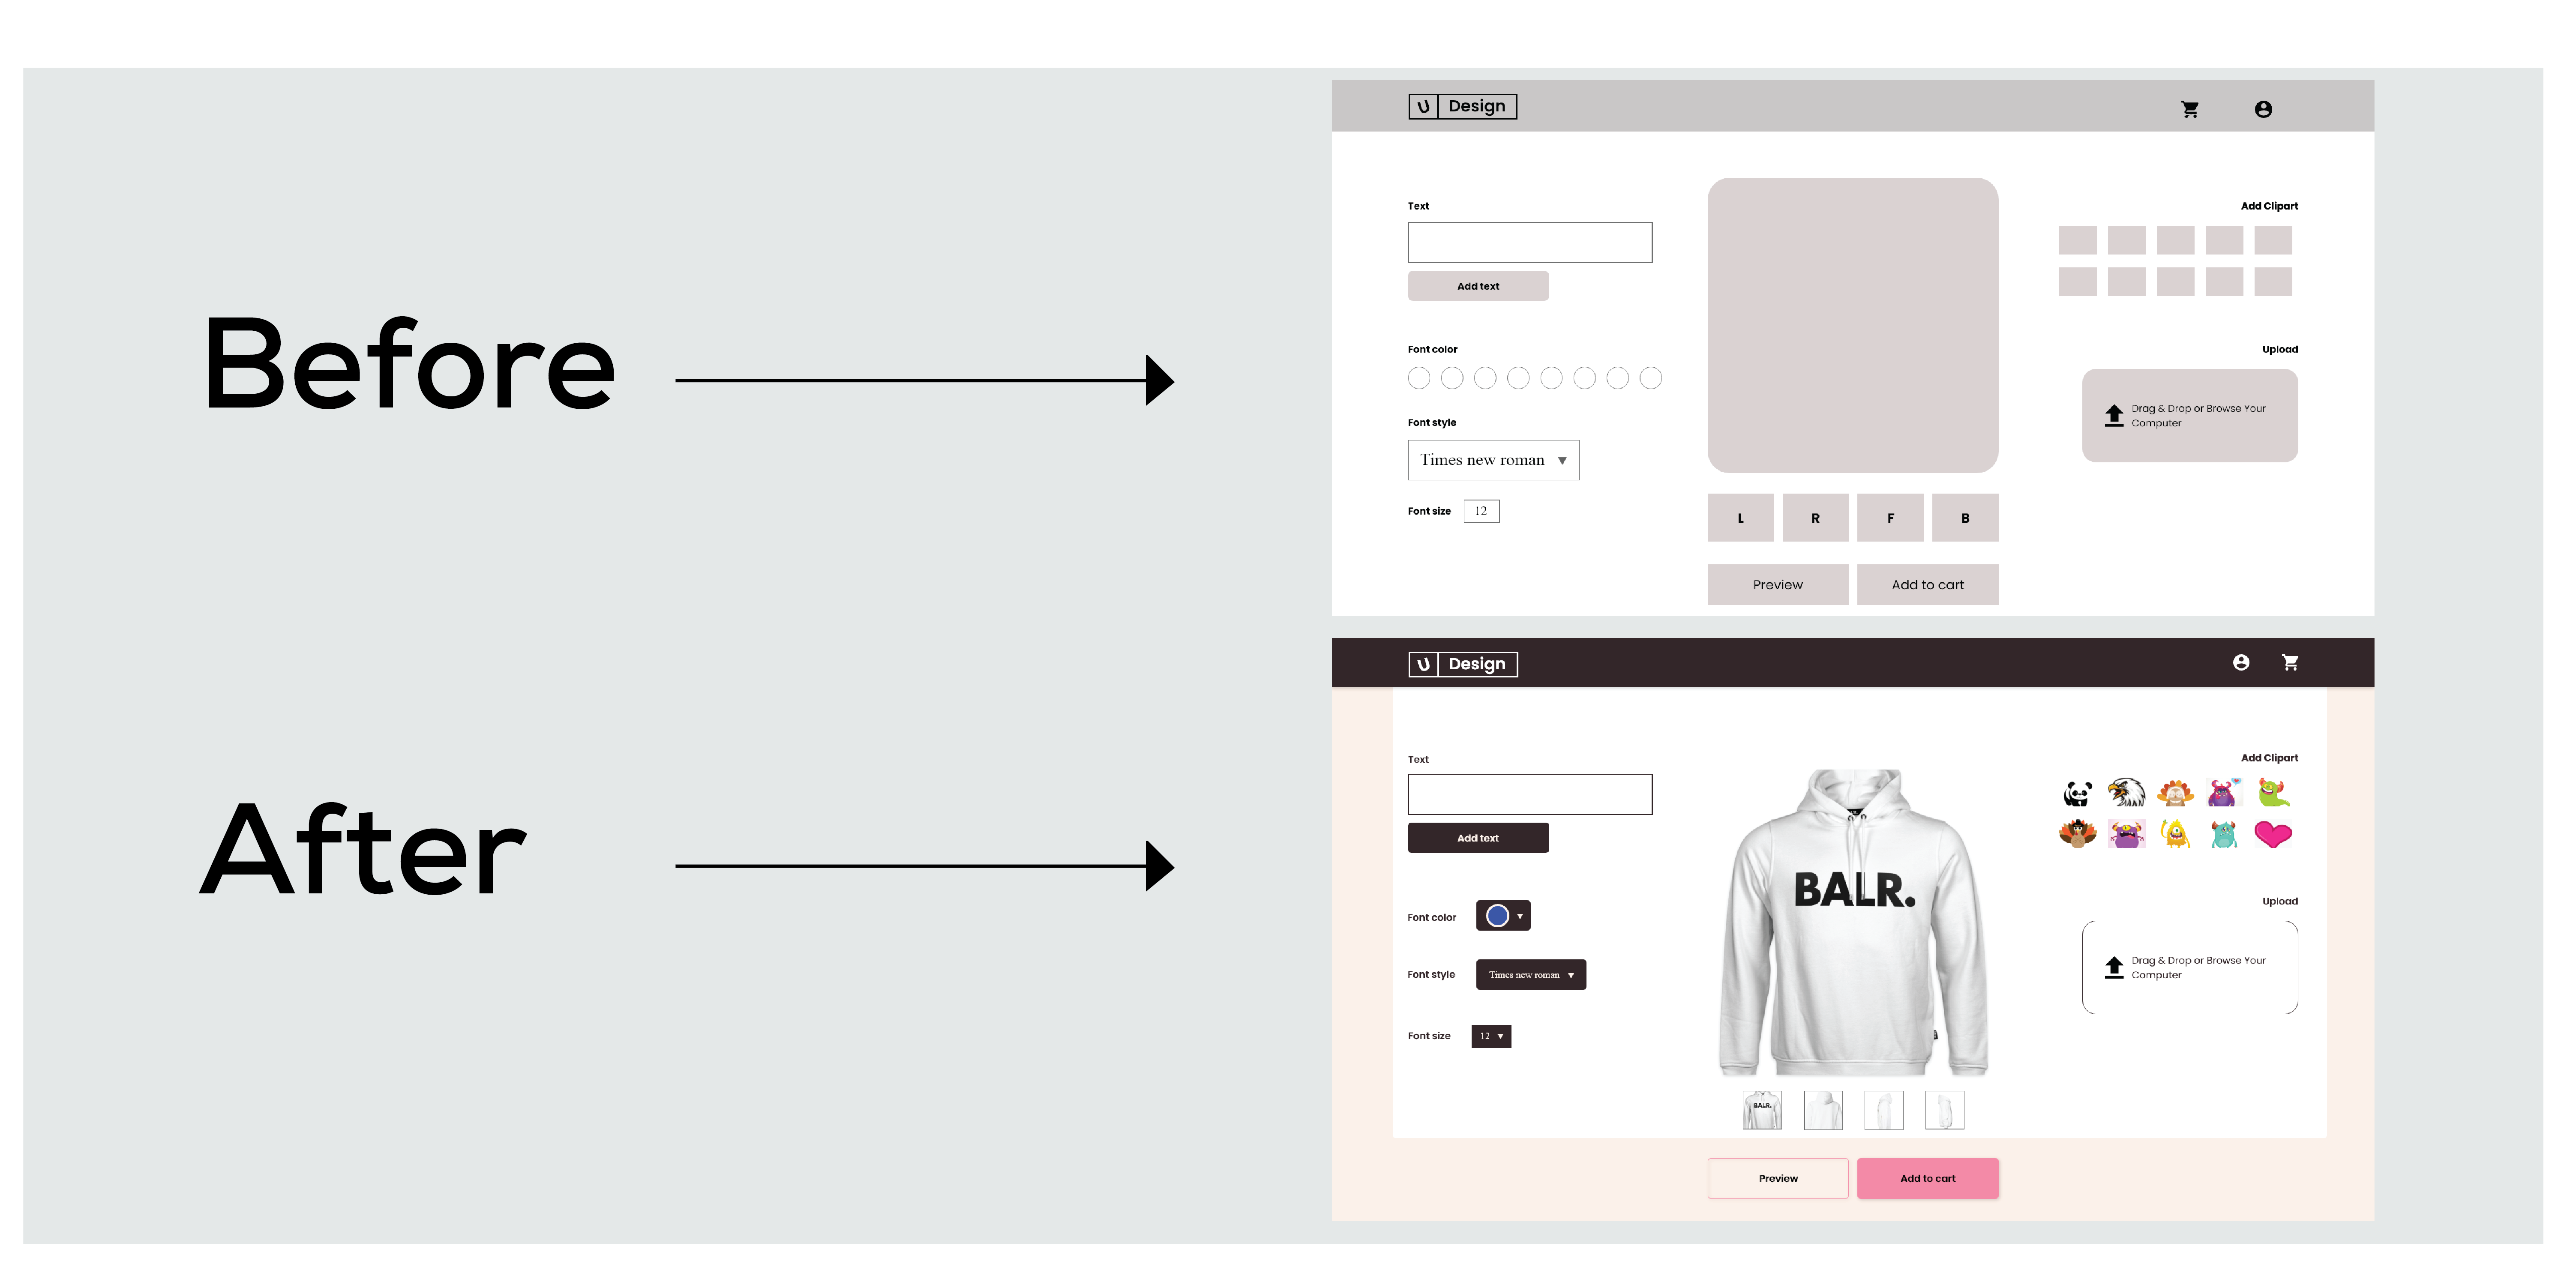 Before
U Design
Text
Add text
Font color
Font style
Times new roman
Font size 12
L R F B
Preview Add to cart
Add Clipart
Upload
Drag & Drop or Browse Your
Computer
After
U Design
Text
Add text
Font color
Font style Times new roman
Font size 12
BALR.
BALR.
Preview Add to cart
Add Clipart
Upload
Drag & Drop or Browse Your
Computer